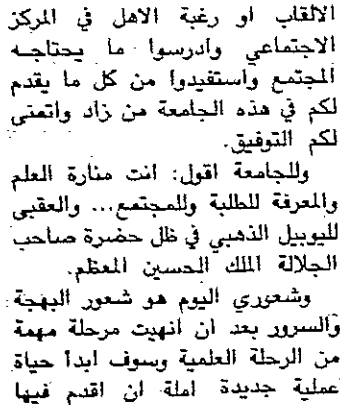 الالقاب او رغبة الاهل في المركز
الاجتماعي وادرسوا ما يحتاجه
المجتمع واستفيدوا من كل ما يقدم
لكم في هذه الجامعة من زاد واتمنى
لكم التوفيق.
وللجامعة اقول: انت منارة العلم
والمعرفة للطلبة وللمجتمع... والعقبى
لليوبيل الذهبي في ظل حضرة صاحب
الجلالة الملك الحسين المعظم.
وشعوري اليوم هو شعور البهجة
والسرور بعد ان انهيت مرحلة مهمة
من الرحلة العلمية وسوف ابدأ حياة
عملية جديدة املة ان اقدم فيها